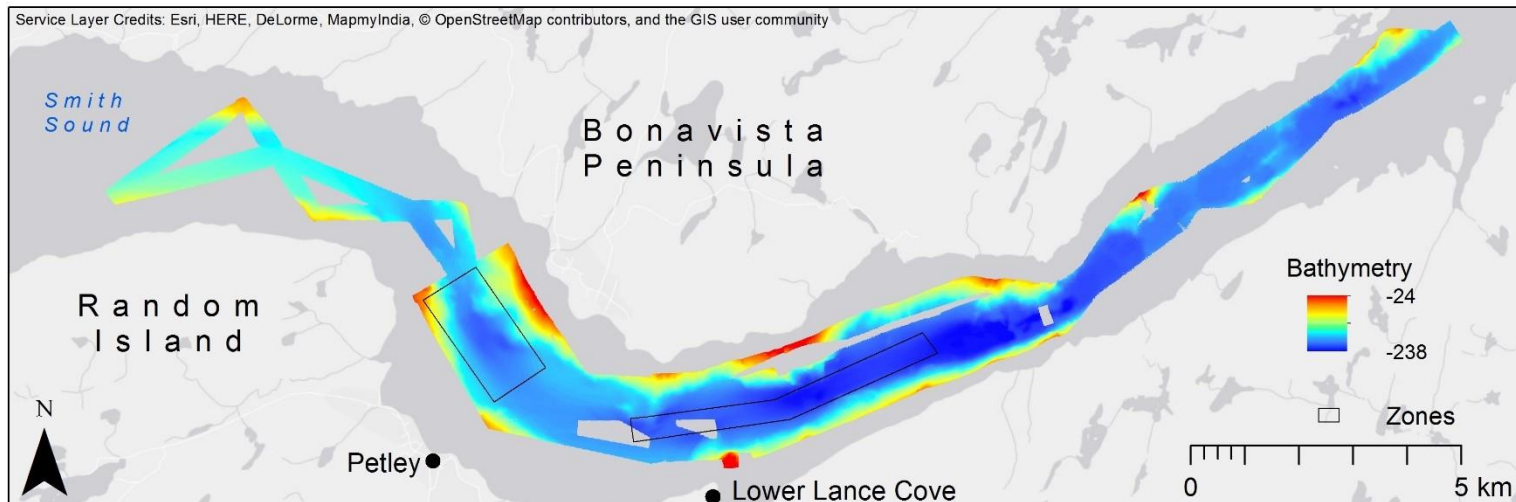 Service Layer Credits: Esri, HERE, DeLorme, MapmyIndia, © OpenStreetMap contributors, and the GIS user community
Smith
Sound
Bonavista
Peninsula
Random
Island
Bathymetry
-24
-238
Zones
N
Petley
Lower Lance Cove
0
5 km